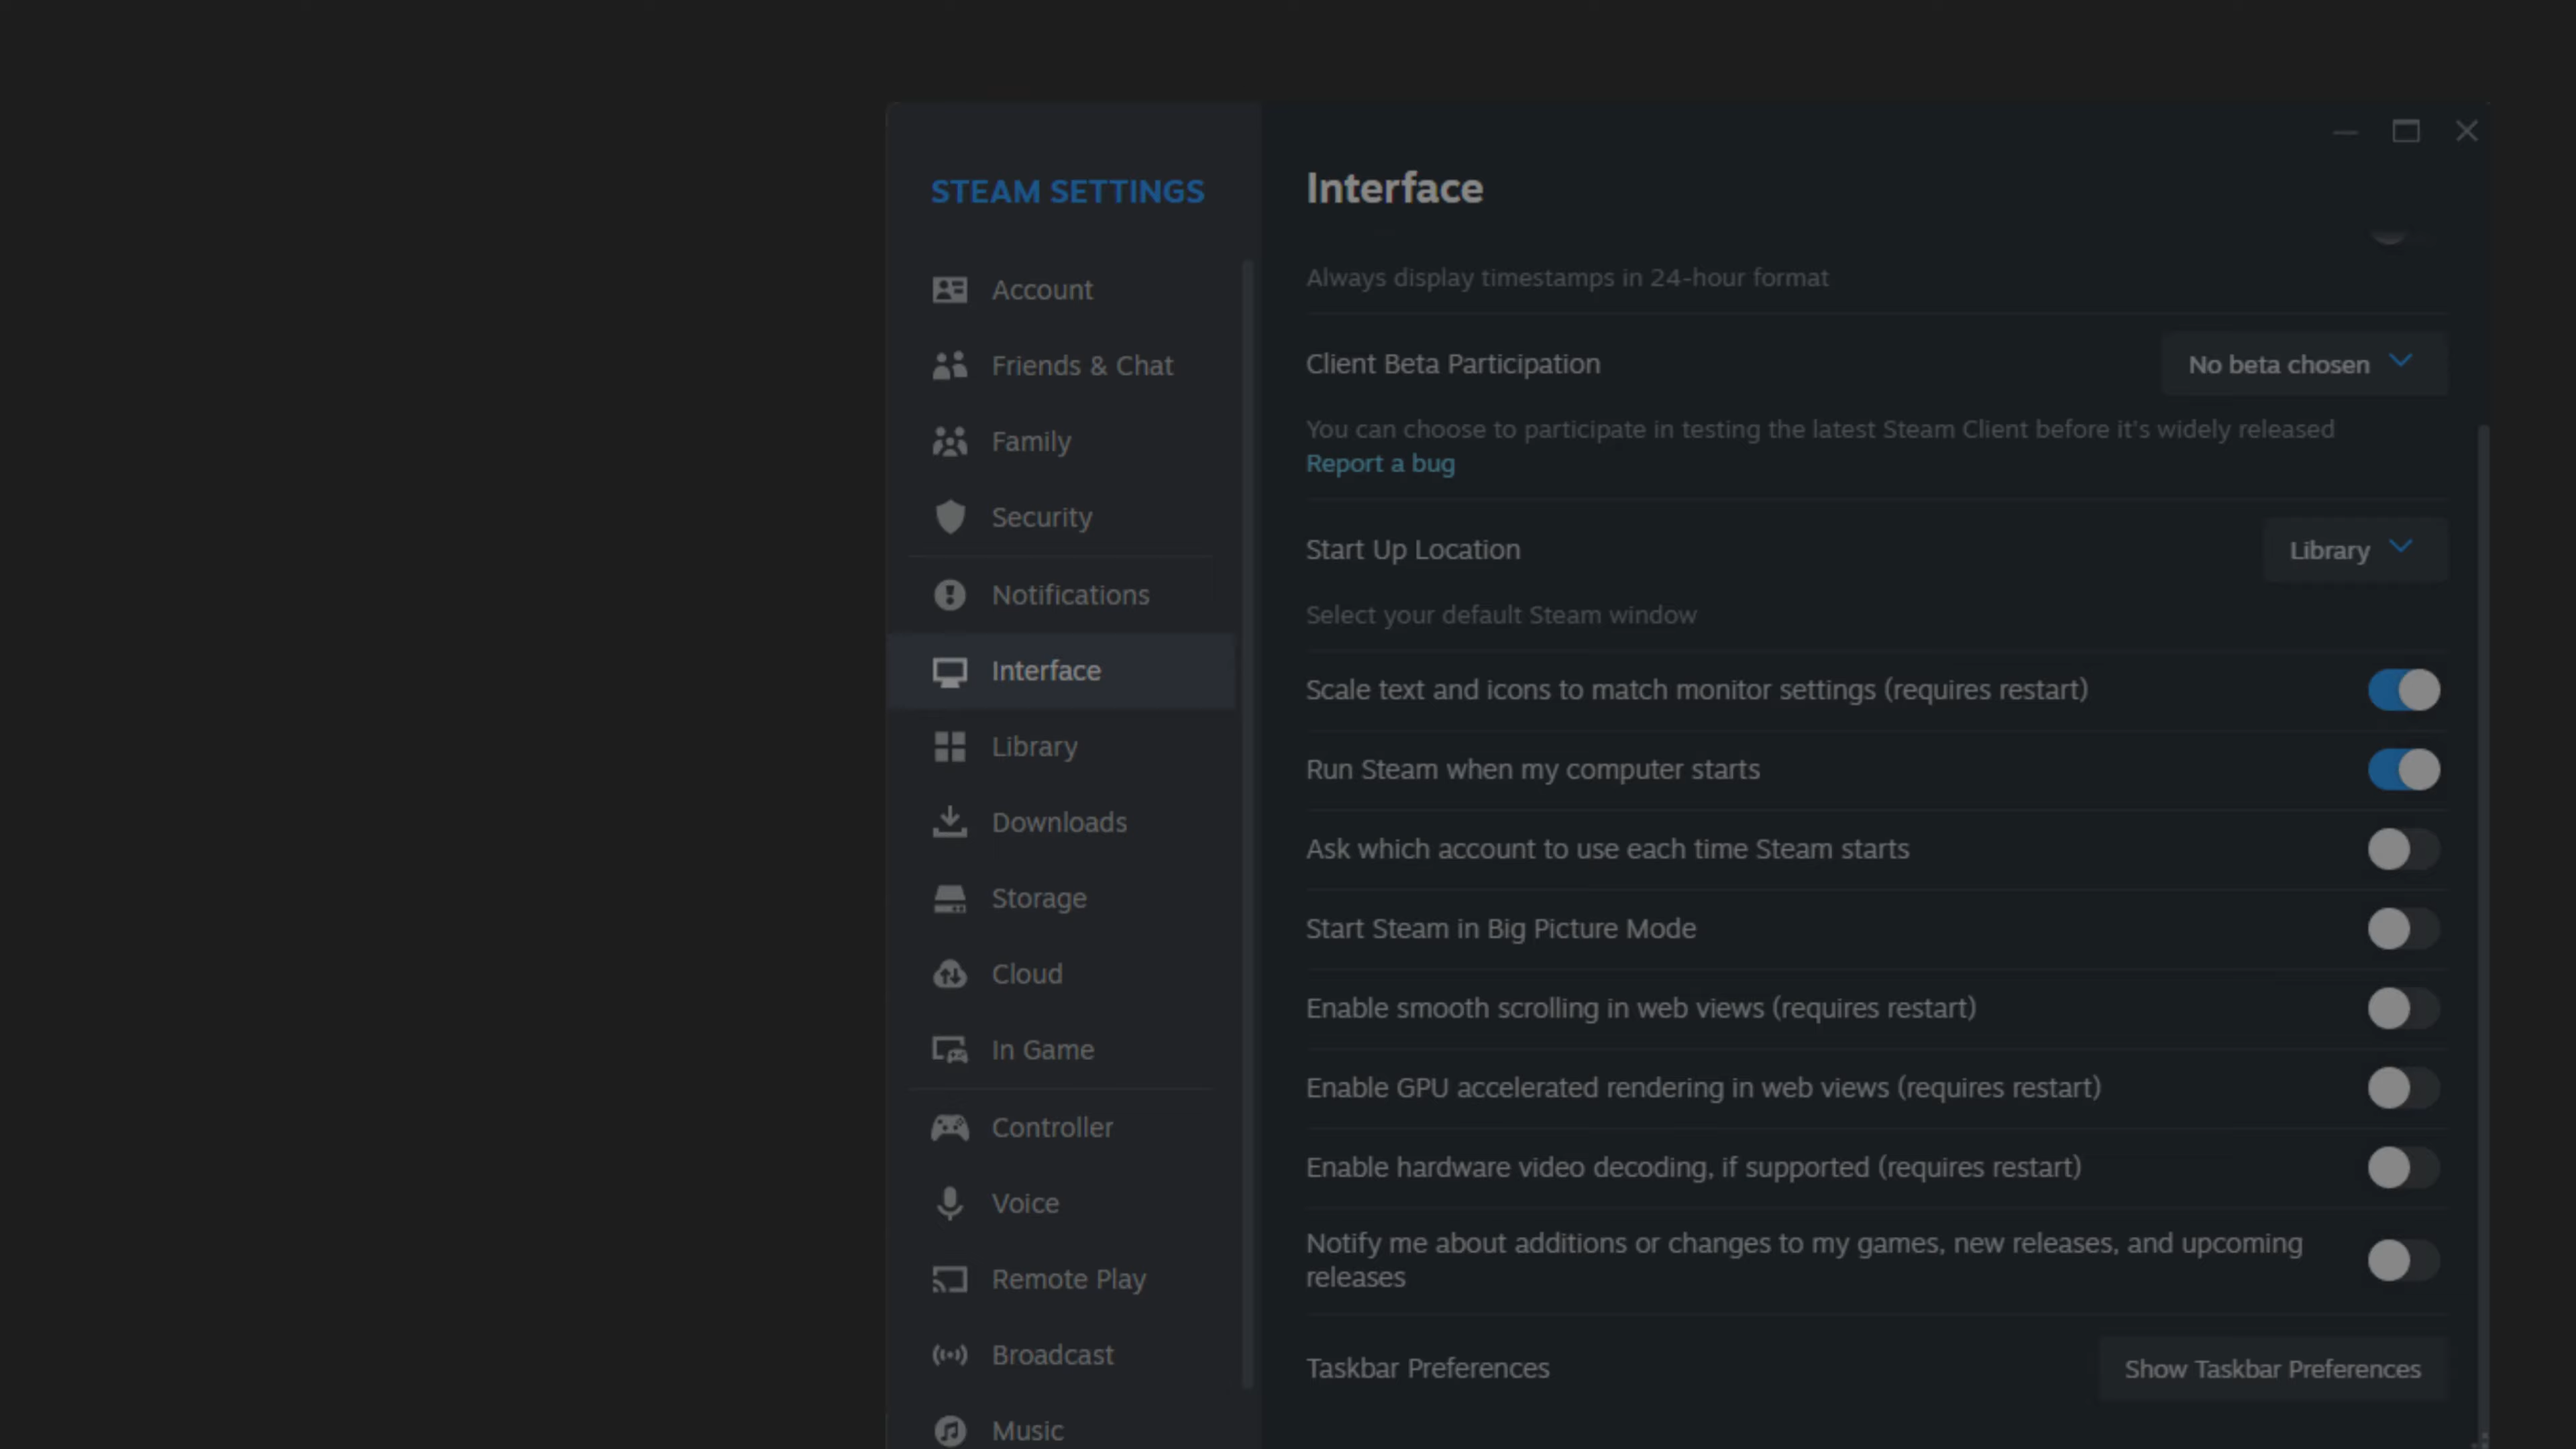 STEAM SETTINGS
Account
Friends & Chat
Family
Security
Notifications
Interface
Library
Downloads
Storage
Cloud
In Game
Controller
Voice
Remote Play
Broadcast
Music
Interface
Always display timestamps in 24-hour format
Client Beta Participation
No beta chosen
You can choose to participate in testing the latest Steam Client before it's widely released
Report a bug
Start Up Location
Library
Select your default Steam window
Scale text and icons to match monitor settings (requires restart)
Run Steam when my computer starts
Ask which account to use each time Steam starts
Start Steam in Big Picture Mode
Enable smooth scrolling in web views (requires restart)
Enable GPU accelerated rendering in web views (requires restart)
Enable hardware video decoding, if supported (requires restart)
Notify me about additions or changes to my games, new releases, and upcoming
releases
Taskbar Preferences
Show Taskbar Preferences